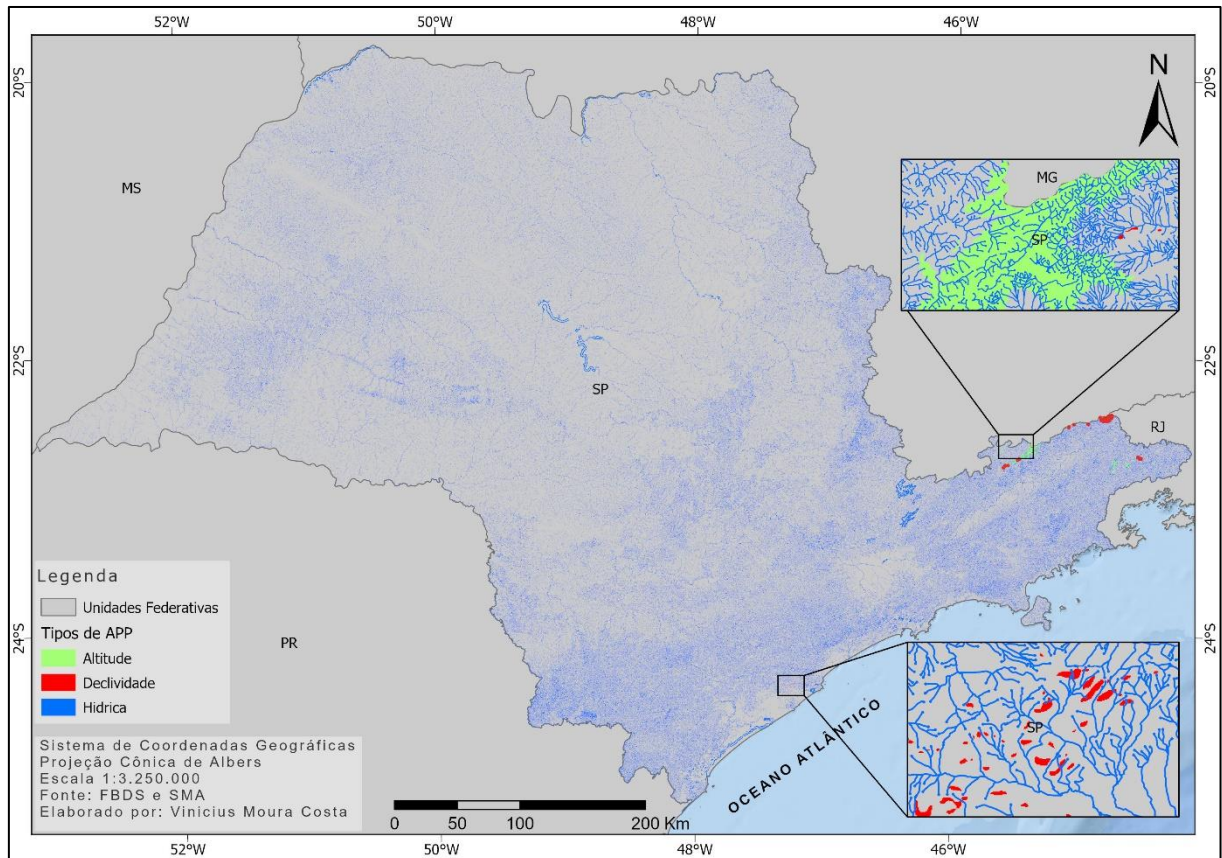 52°W 50°W 48°W 46°W
20°S 20°S
N
MS
MG
SP
22°S 22°S
SP
RJ
Legenda
Unidades Federativas
Tipos de APP
Altitude
Declividade
Hidrica
24°S 24°S
PR
SP
OCEANO ATLÂNTICO
Sistema de Coordenadas Geográficas
Projeção Cônica de Albers
Escala 1:3.250.000
Fonte: FBDS e SMA
Elaborado por: Vinicius Moura Costa
0 50 100 200 Km
52°W 50°W 48°W 46°W